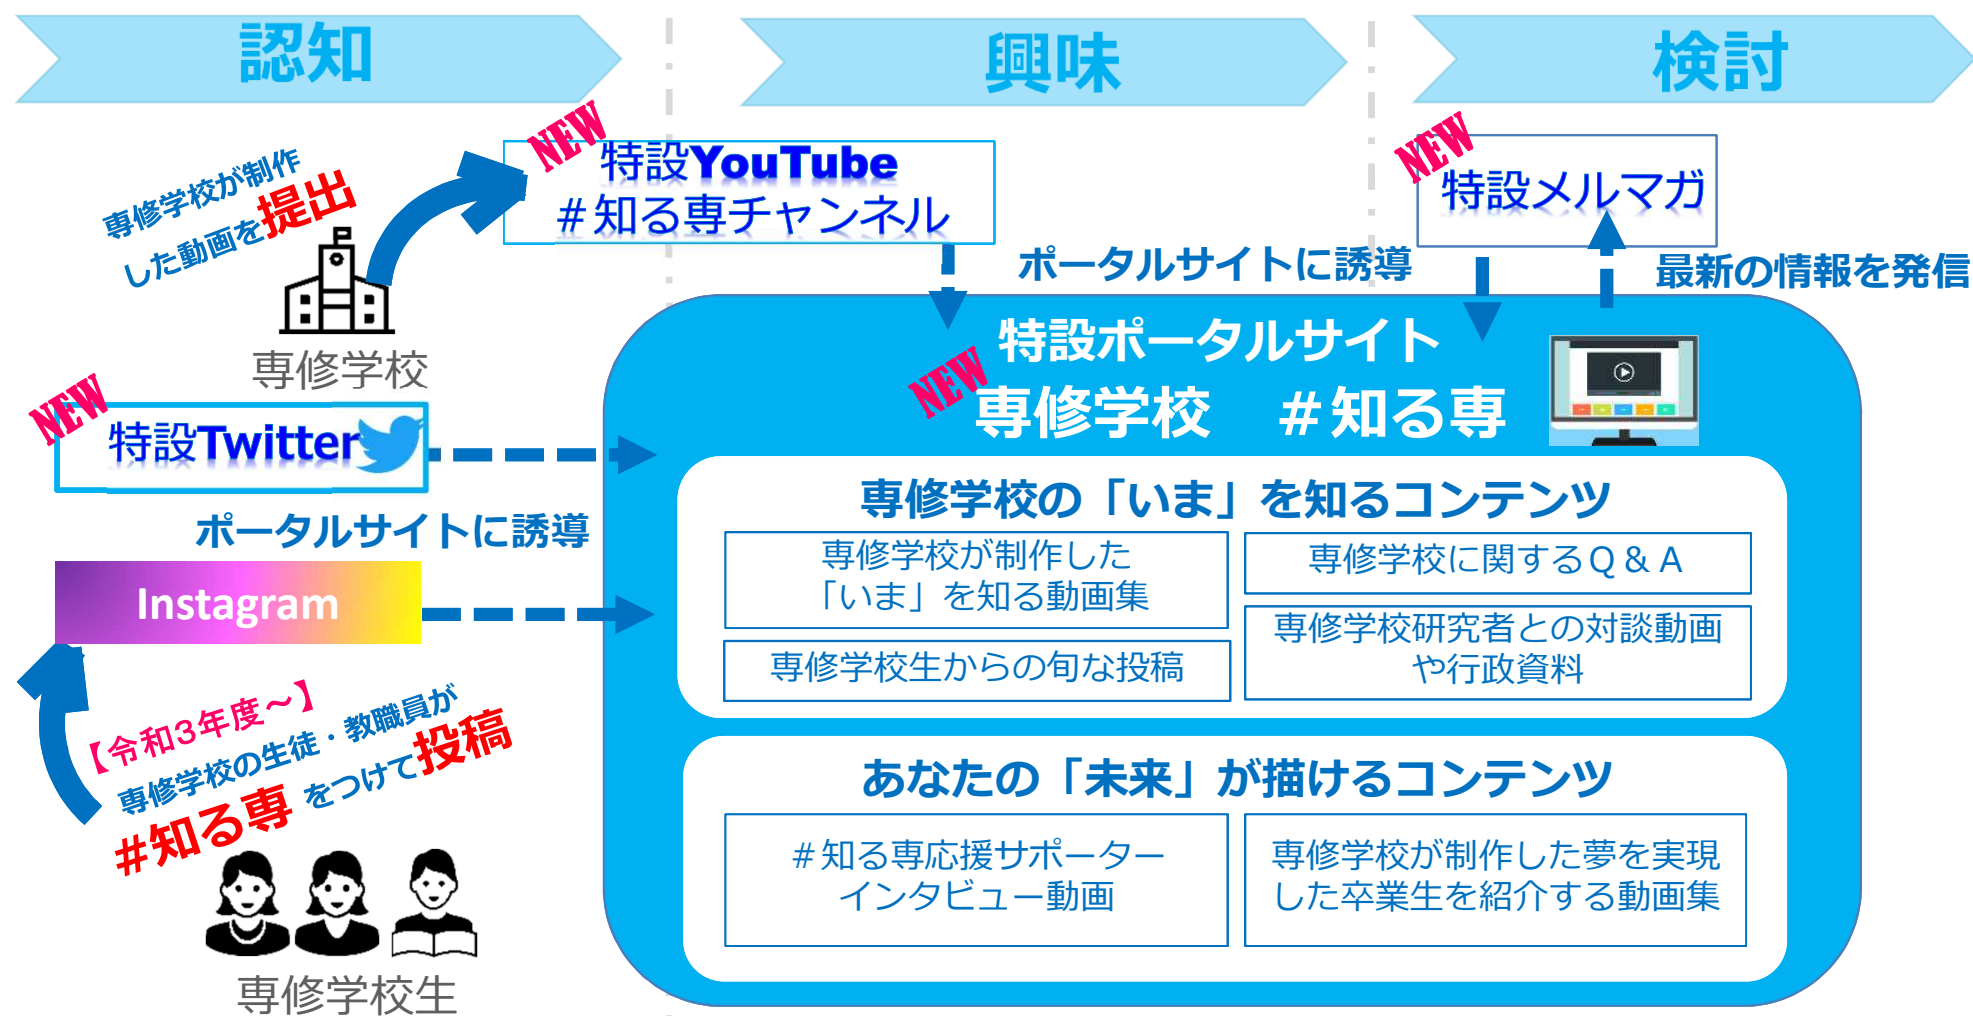 認知
興味
検討
専修学校が制作
した動画を提出
専修学校
NEW
特設YouTube
＃知る専チャンネル
NEW
特設メルマガ
ポータルサイトに誘導
最新の情報を発信
NEW
特設Twitter
ポータルサイトに誘導
Instagram
【令和３年度～】
専修学校の生徒・教職員が
#知る専 をつけて投稿
専修学校生
特設ポータルサイト
NEW
専修学校　＃知る専
専修学校の「いま」を知るコンテンツ
専修学校が制作した
「いま」を知る動画集
専修学校生からの旬な投稿
専修学校に関するＱ＆Ａ
専修学校研究者との対談動画
や行政資料
あなたの「未来」が描けるコンテンツ
＃知る専応援サポーター
インタビュー動画
専修学校が制作した夢を実現
した卒業生を紹介する動画集